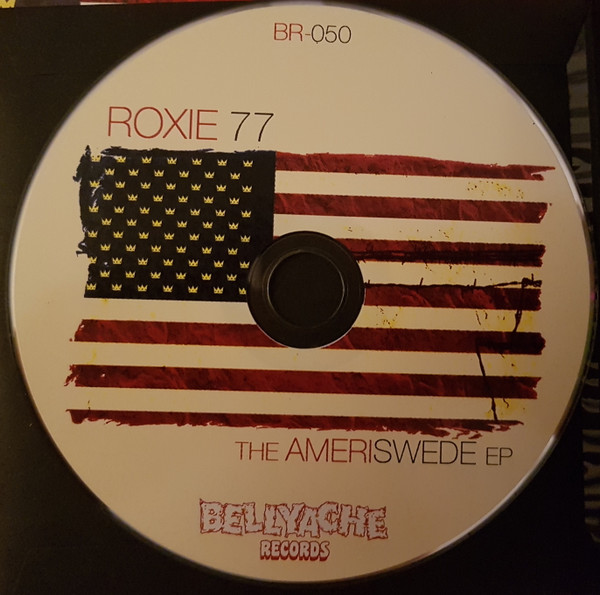 BR-050
ROXIE 77
THE AMERISWEDE EP
BELLYACHE
RECORDS